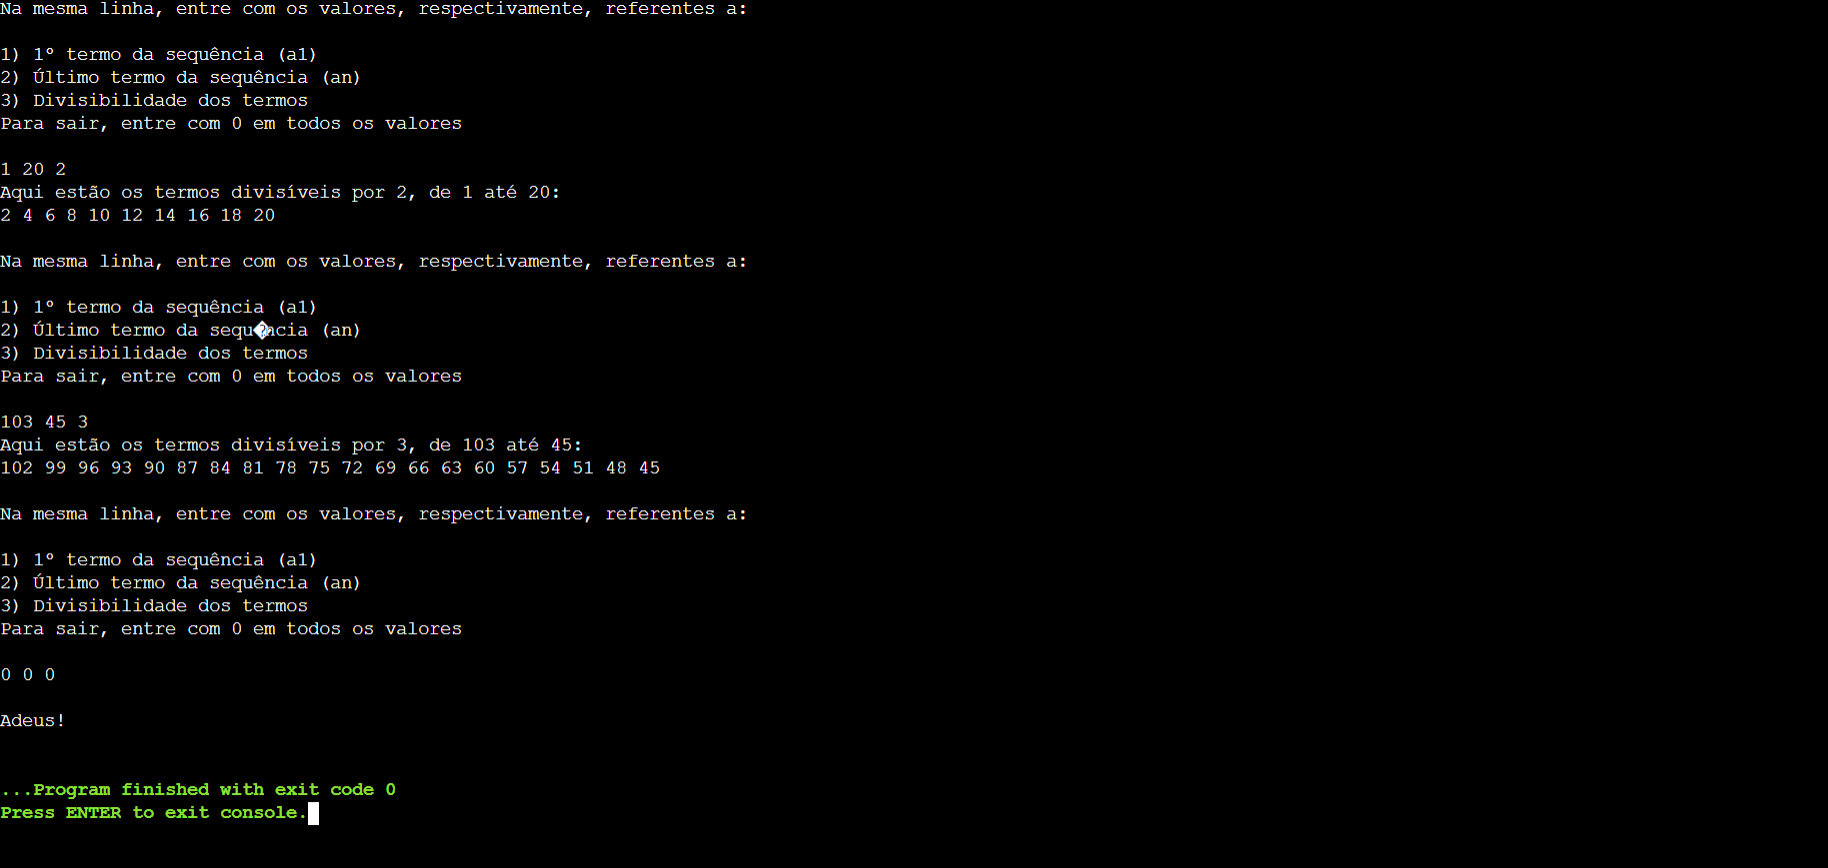 Na mesma linha, entre com os valores, respectivamente, referentes a:
1) 1º termo da sequência (a1)
2) Último termo da sequência (an)
3) Divisibilidade dos termos
Para sair, entre com 0 em todos os valores
1 20 2
Aqui estão os termos divisíveis por 2, de 1 até 20:
2 4 6 8 10 12 14 16 18 20
Na mesma linha, entre com os valores, respectivamente, referentes a:
1) 1º termo da sequência (a1)
2) Último termo da sequ�ncia (an)
3) Divisibilidade dos termos
Para sair, entre com 0 em todos os valores
103 45 3
Aqui estão os termos divisíveis por 3, de 103 até 45:
102 99 96 93 90 87 84 81 78 75 72 69 66 63 60 57 54 51 48 45
Na mesma linha, entre com os valores, respectivamente, referentes a:
1) 1º termo da sequência (a1)
2) Último termo da sequência (an)
3) Divisibilidade dos termos
Para sair, entre com 0 em todos os valores
0 0 0
Adeus!
...Program finished with exit code 0
Press ENTER to exit console.